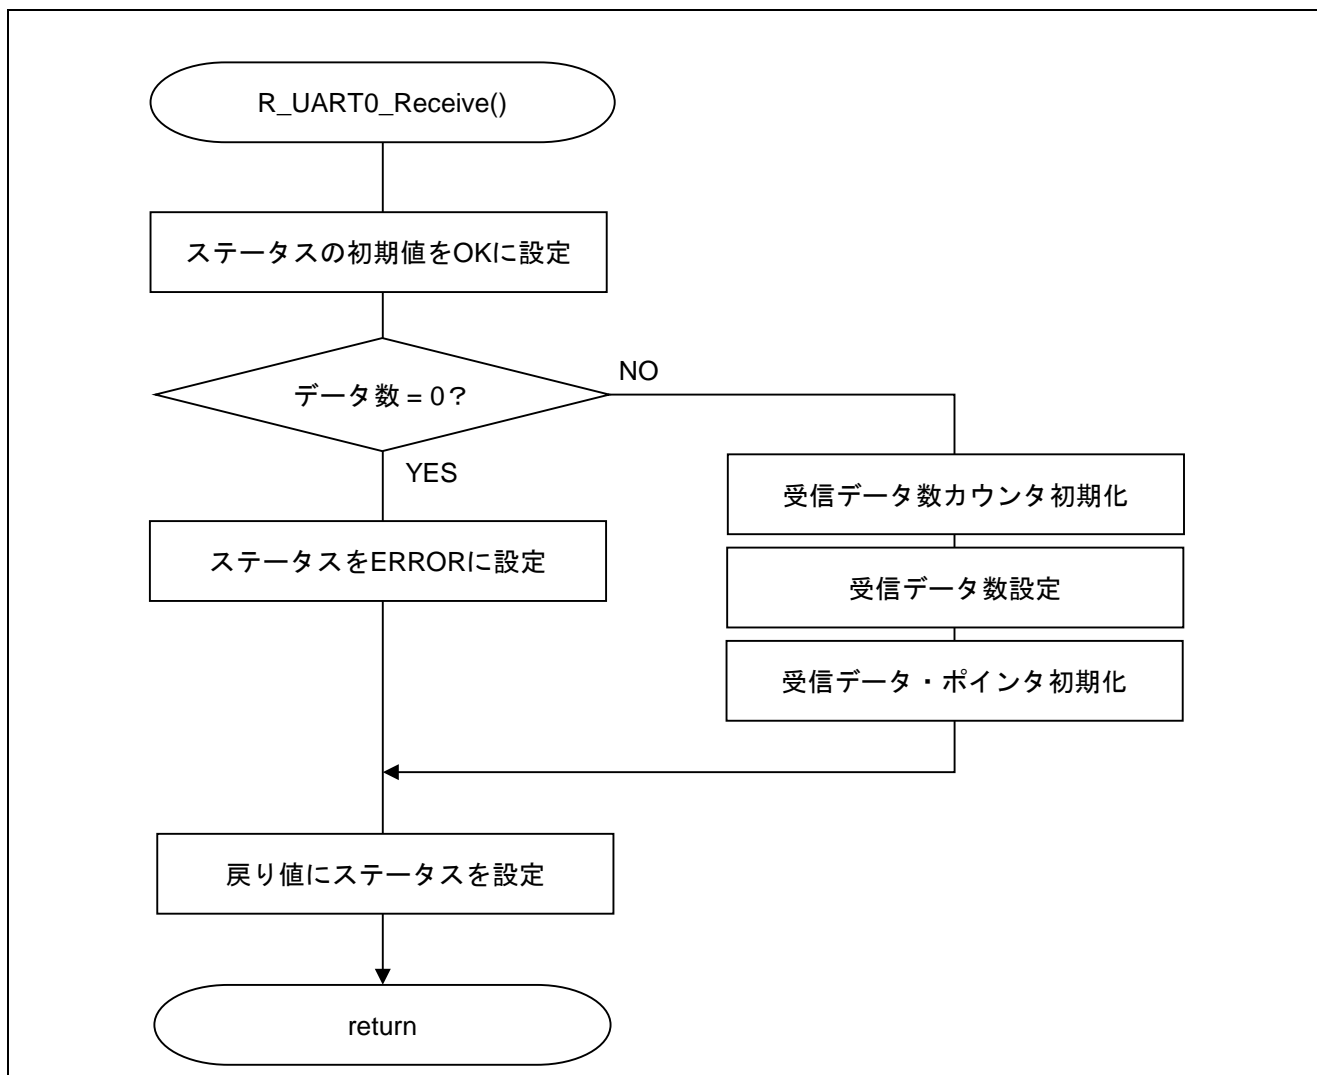 R_UART0_Receive()
ステータスの初期値をOKに設定
データ数 = 0？
NO
YES
受信データ数カウンタ初期化
ステータスをERRORに設定
受信データ数設定
受信データ・ポインタ初期化
戻り値にステータスを設定
return